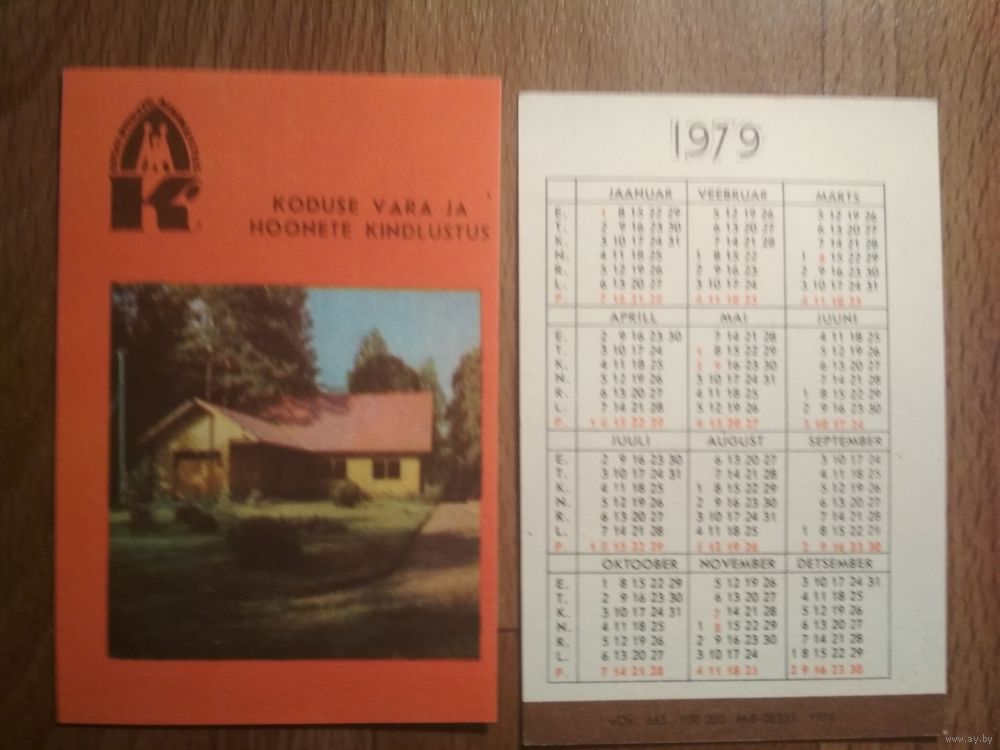 K
KODUSE VARA JA
HOONETE KINDLUSTUS
1979
JAANUAR VEEBRUAR MÄRTS
E. 1 8 15 22 29 5 12 19 26 5 12 19 26
T. 2 9 16 23 30 6 13 20 27 6 13 20 27
K. 3 10 17 24 31 7 14 21 28 7 14 21 28
N. 4 11 18 25 1 8 15 22 1 8 15 22 29
R. 5 12 19 26 2 9 16 23 2 9 16 23 30
L. 6 13 20 27 3 10 17 24 3 10 17 24 31
P. 7 14 21 28 4 11 18 25 4 11 18 25
APRILL MAI JUUNI
E. 2 9 16 23 30 7 14 21 28 4 11 18 25
T. 3 10 17 24 1 8 15 22 29 5 12 19 26
K. 4 11 18 25 2 9 16 23 30 6 13 20 27
N. 5 12 19 26 3 10 17 24 31 7 14 21 28
R. 6 13 20 27 4 11 18 25 1 8 15 22 29
L. 7 14 21 28 5 12 19 26 2 9 16 23 30
P. 1 8 15 22 29 6 13 20 27 3 10 17 24
JUULI AUGUST SEPTEMBER
E. 2 9 16 23 30 6 13 20 27 3 10 17 24
T. 3 10 17 24 31 7 14 21 28 4 11 18 25
K. 4 11 18 25 1 8 15 22 29 5 12 19 26
N. 5 12 19 26 2 9 16 23 30 6 13 20 27
R. 6 13 20 27 3 10 17 24 31 7 14 21 28
L. 7 14 21 28 4 11 18 25 1 8 15 22 29
P. 1 8 15 22 29 5 12 19 26 2 9 16 23 30
OKTOOBER NOVEMBER DETSEMBER
E. 1 8 15 22 29 5 12 19 26 3 10 17 24 31
T. 2 9 16 23 30 6 13 20 27 4 11 18 25
K. 3 10 17 24 31 7 14 21 28 5 12 19 26
N. 4 11 18 25 1 8 15 22 29 6 13 20 27
R. 5 12 19 26 2 9 16 23 30 7 14 21 28
L. 6 13 20 27 3 10 17 24 1 8 15 22 29
P. 7 14 21 28 4 11 18 25 2 9 16 23 30
665. 100 000.
www.ay.by